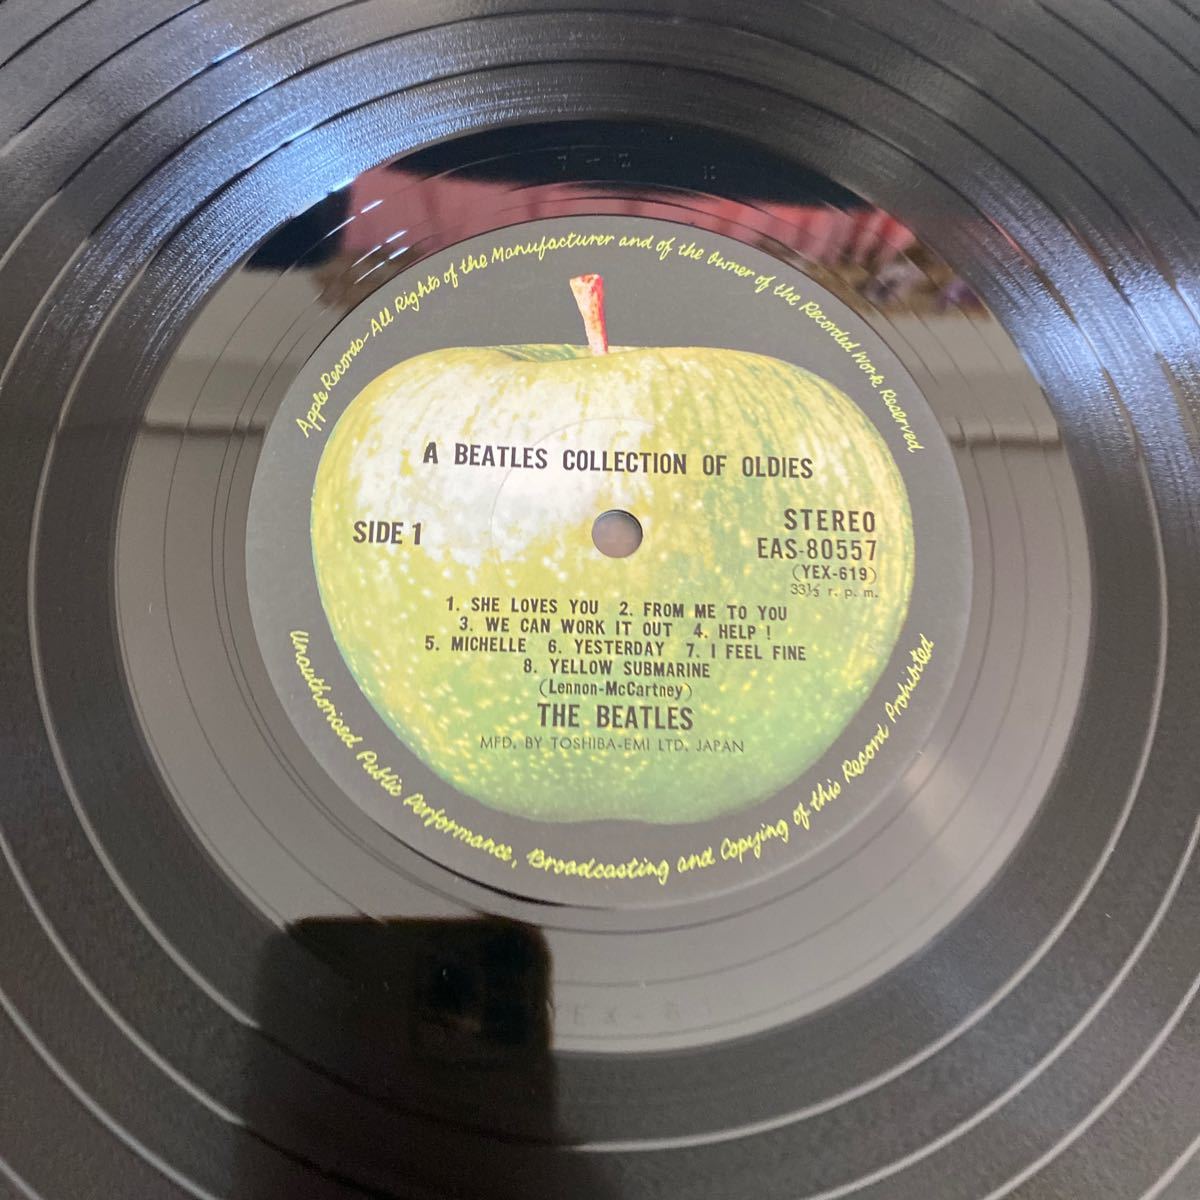 Apple Records-All Rights of the Manufacturer and of the Owner of the Recorded Work Reserved
A BEATLES COLLECTION OF OLDIES
SIDE 1
STEREO
EAS-80557
(YEX-619)
33⅓ r. p. m.
1. SHE LOVES YOU 2. FROM ME TO YOU
3. WE CAN WORK IT OUT 4. HELP !
5. MICHELLE 6. YESTERDAY 7. I FEEL FINE
8. YELLOW SUBMARINE
(Lennon-McCartney)
THE BEATLES
MFD. BY TOSHIBA-EMI LTD. JAPAN
Unauthorised Public Performance, Broadcasting and Copying of this Record Prohibited